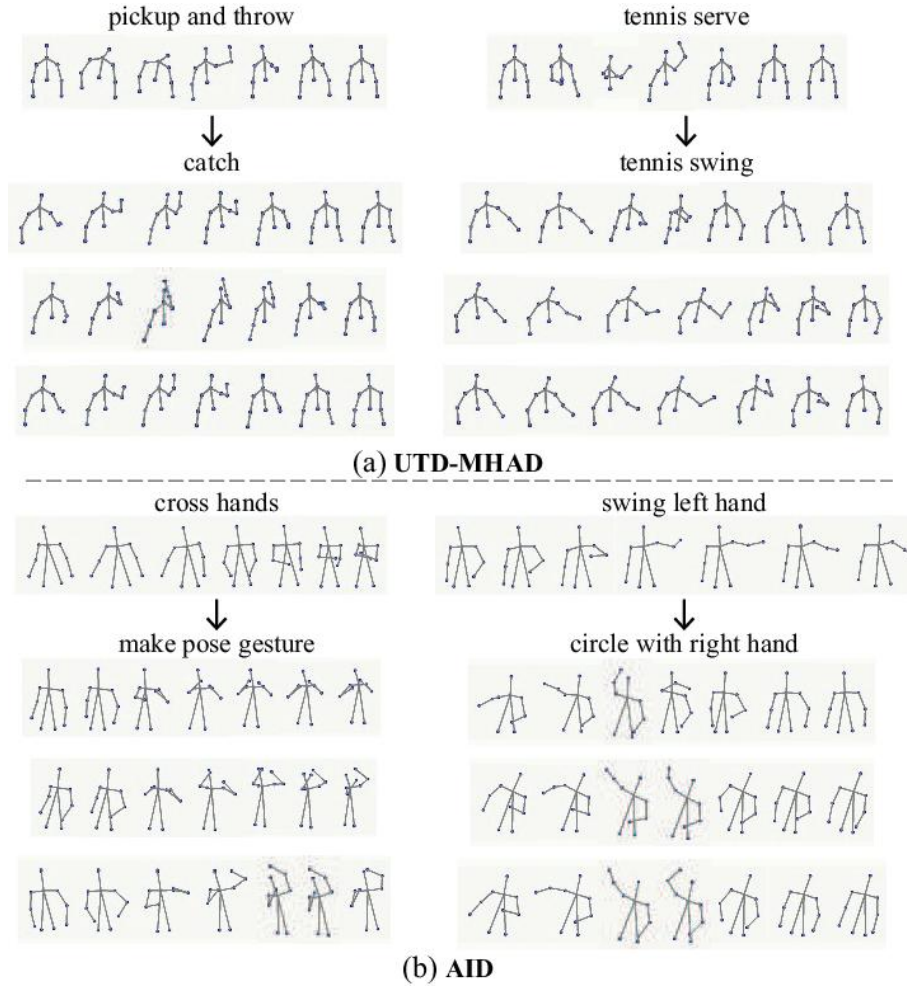 pickup and throw
tennis serve
catch
tennis swing
(a) UTD-MHAD
cross hands
swing left hand
make pose gesture
circle with right hand
(b) AID